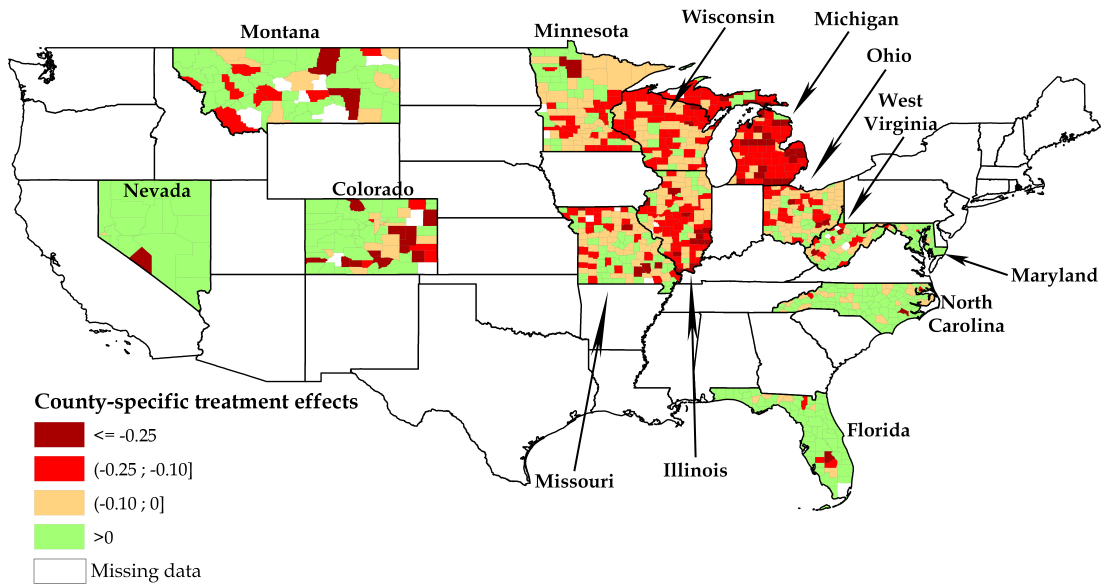 Montana
Minnesota
Wisconsin
Michigan
Ohio
West
Virginia
Nevada
Colorado
Maryland
North
Carolina
Florida
Illinois
Missouri
County-specific treatment effects
<= -0.25
(-0.25 ; -0.10]
(-0.10 ; 0]
>0
Missing data